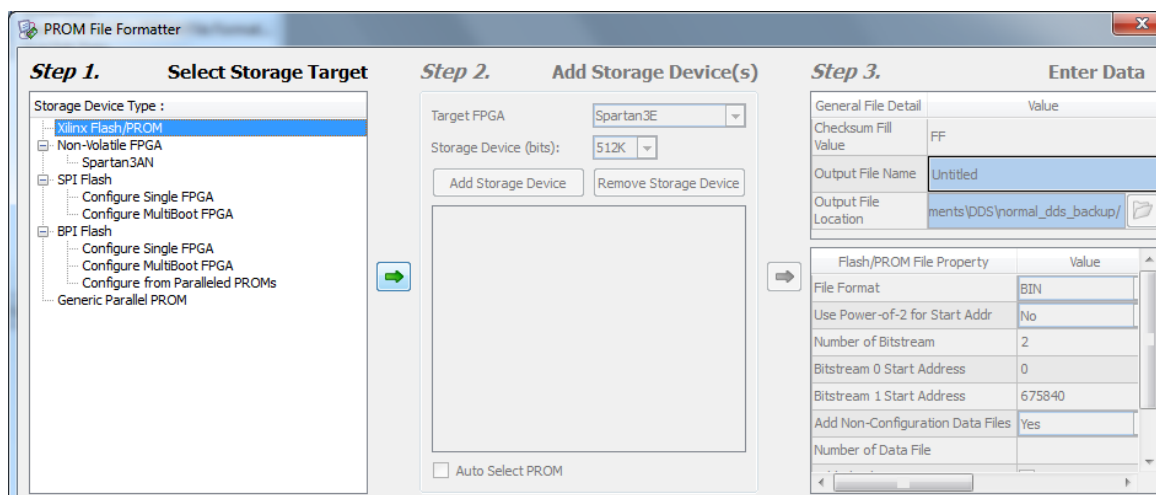 PROM File Formatter
Step 1. Select Storage Target
Storage Device Type :
Xilinx Flash/PROM
Non-Volatile FPGA
Spartan3AN
SPI Flash
Configure Single FPGA
Configure MultiBoot FPGA
BPI Flash
Configure Single FPGA
Configure MultiBoot FPGA
Configure from Paralleled PROMs
Generic Parallel PROM
Step 2. Add Storage Device(s)
Target FPGA Spartan3E
Storage Device (bits): 512K
Add Storage Device Remove Storage Device
Auto Select PROM
Step 3. Enter Data
General File Detail Value
Checksum Fill
Value FF
Output File Name Untitled
Output File
Location ments\DDS\normal_dds_backup/
Flash/PROM File Property Value
File Format BIN
Use Power-of-2 for Start Addr No
Number of Bitstream 2
Bitstream 0 Start Address 0
Bitstream 1 Start Address 675840
Add Non-Configuration Data Files Yes
Number of Data File